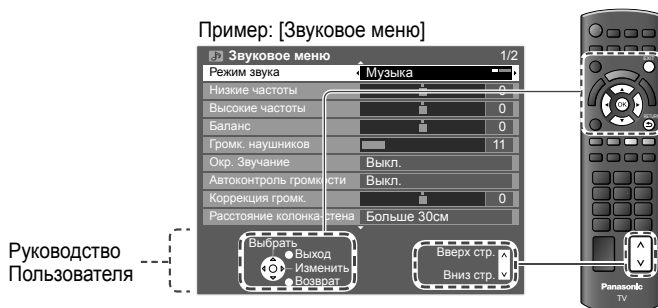 Пример: [Звуковое меню]
Звуковое меню 1/2
Режим звука Музыка
Низкие частоты 0
Высокие частоты 0
Баланс 0
Громк. наушников 11
Окр. Звучание Выкл.
Автоконтроль громкости Выкл.
Коррекция громк. 0
Расстояние колонка-стена Больше 30см
Руководство
Пользователя
Выбрать
Выход
Изменить
Возврат
Вверх стр.
Вниз стр.
EXIT
OK
RETURN
Panasonic
TV